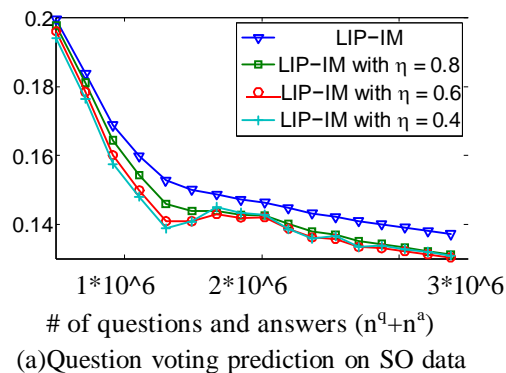 0.2
0.18
0.16
0.14
LIP−IM
LIP−IM with η = 0.8
LIP−IM with η = 0.6
LIP−IM with η = 0.4
1*10^6 2*10^6 3*10^6
# of questions and answers (n^q+n^a)
(a)Question voting prediction on SO data